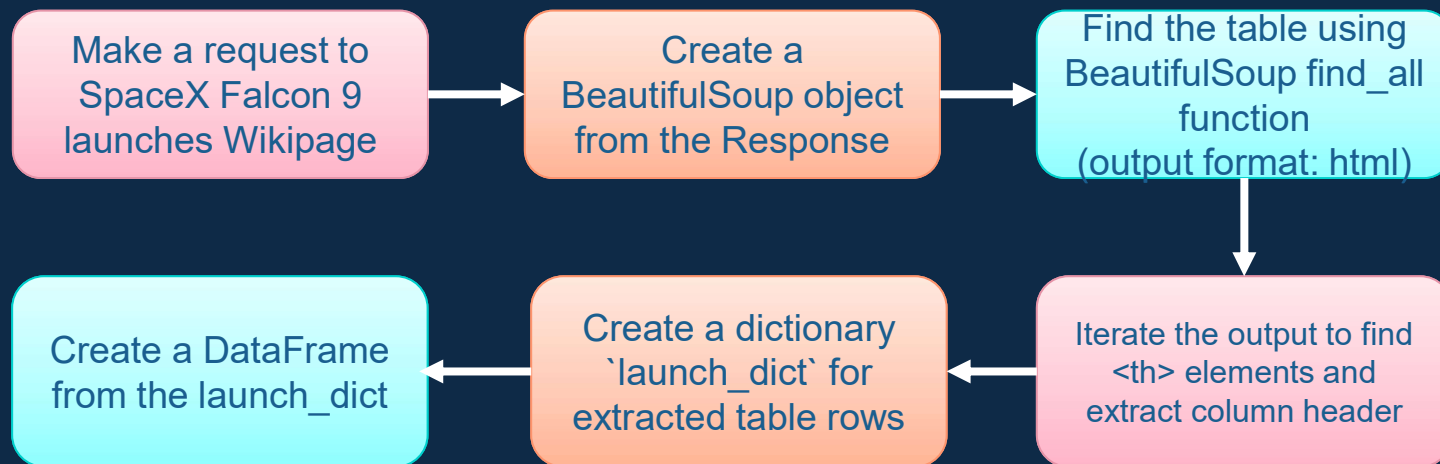 Make a request to
SpaceX Falcon 9
launches Wikipage
Create a
BeautifulSoup object
from the Response
Find the table using
BeautifulSoup find_all
function
(output format: html)
Iterate the output to find
<th> elements and
extract column header
Create a dictionary
`launch_dict` for
extracted table rows
Create a DataFrame
from the launch_dict